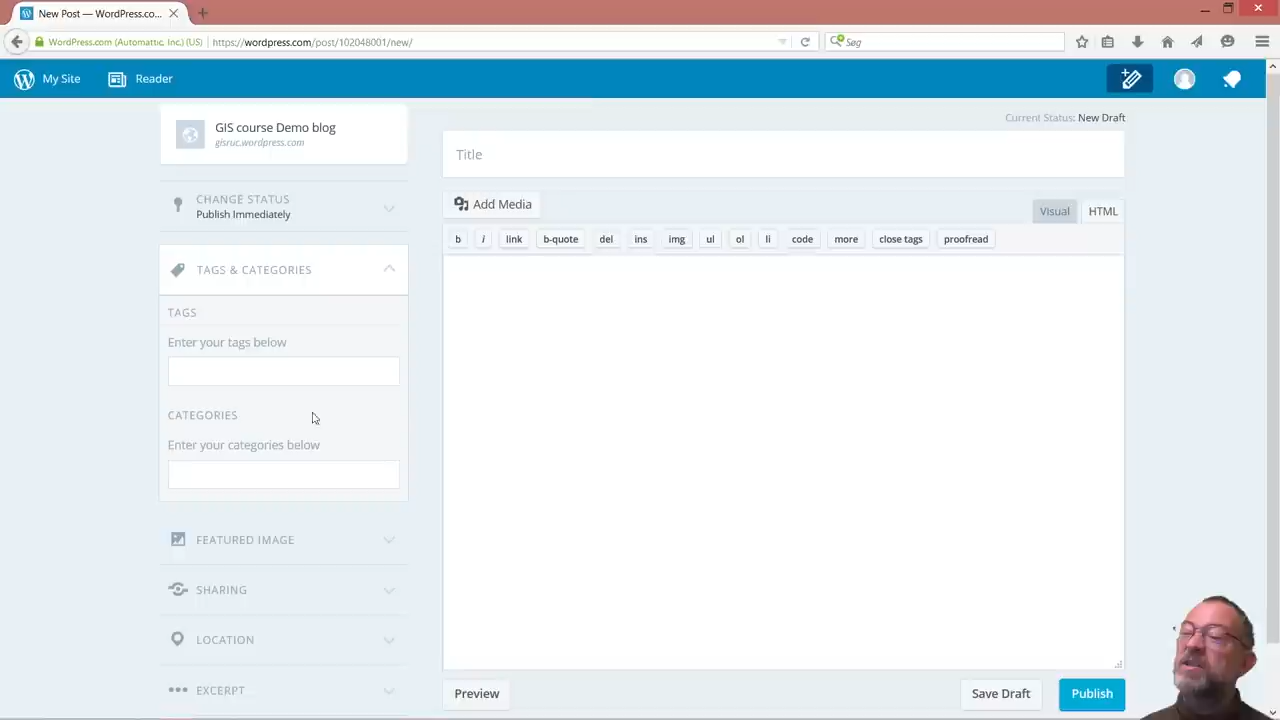 New Post — WordPress.co...
WordPress.com (Automattic, Inc.) (US)
https://wordpress.com/post/102048001/new/
Søg
My Site
Reader
GIS course Demo blog
gisruc.wordpress.com
CHANGE STATUS
Publish Immediately
TAGS & CATEGORIES
TAGS
Enter your tags below
CATEGORIES
Enter your categories below
FEATURED IMAGE
SHARING
LOCATION
EXCERPT
Current Status: New Draft
Title
Add Media
Visual HTML
b i link b-quote del ins img ul ol li code more close tags proofread
Preview
Save Draft
Publish